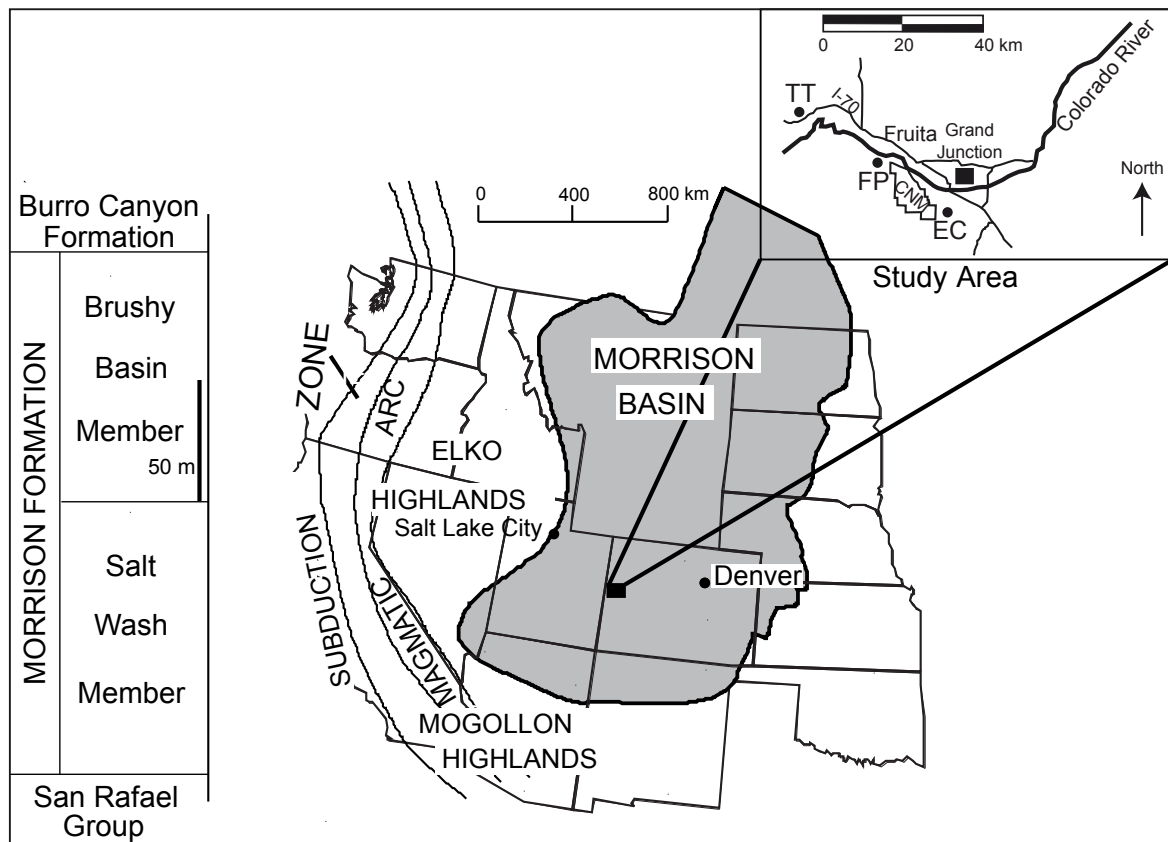 Burro Canyon
Formation
MORRISON FORMATION
Brushy
Basin
Member
50 m
Salt
Wash
Member
San Rafael
Group
0 400 800 km
MORRISON
BASIN
ZONE
ARC
ELKO
HIGHLANDS
Salt Lake City
SUBDUCTION
MAGMATIC
Denver
MOGOLLON
HIGHLANDS
0 20 40 km
TT
I-70
Colorado River
Fruita
Grand
Junction
FP
CNM
EC
North
Study Area